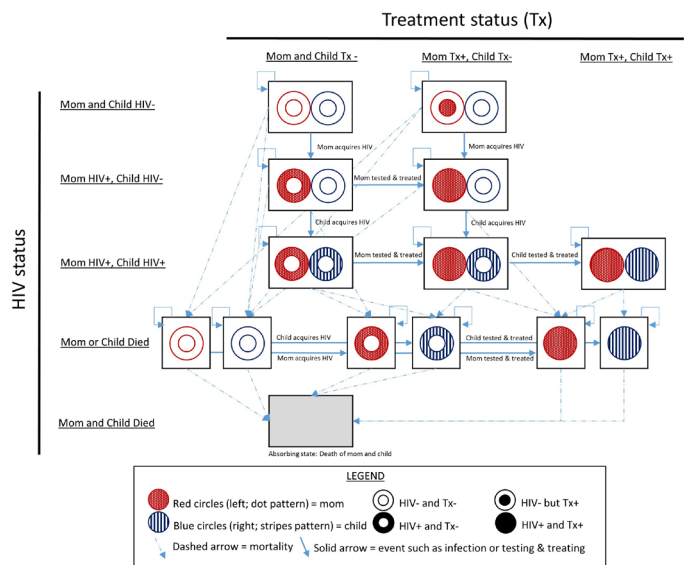 Treatment status (Tx)
Mom and Child Tx -
Mom Tx+, Child Tx-
Mom Tx+, Child Tx+
HIV status
Mom and Child HIV-
Mom acquires HIV
Mom acquires HIV
Mom HIV+, Child HIV-
Mom tested & treated
Child acquires HIV
Child acquires HIV
Mom HIV+, Child HIV+
Mom tested & treated
Child tested & treated
Mom or Child Died
Child acquires HIV
Mom acquires HIV
Child tested & treated
Mom tested & treated
Mom and Child Died
Absorbing state: Death of mom and child
LEGEND
Red circles (left; dot pattern) = mom
HIV- and Tx-
HIV- but Tx+
Blue circles (right; stripes pattern) = child
HIV+ and Tx-
HIV+ and Tx+
Dashed arrow = mortality
Solid arrow = event such as infection or testing & treating